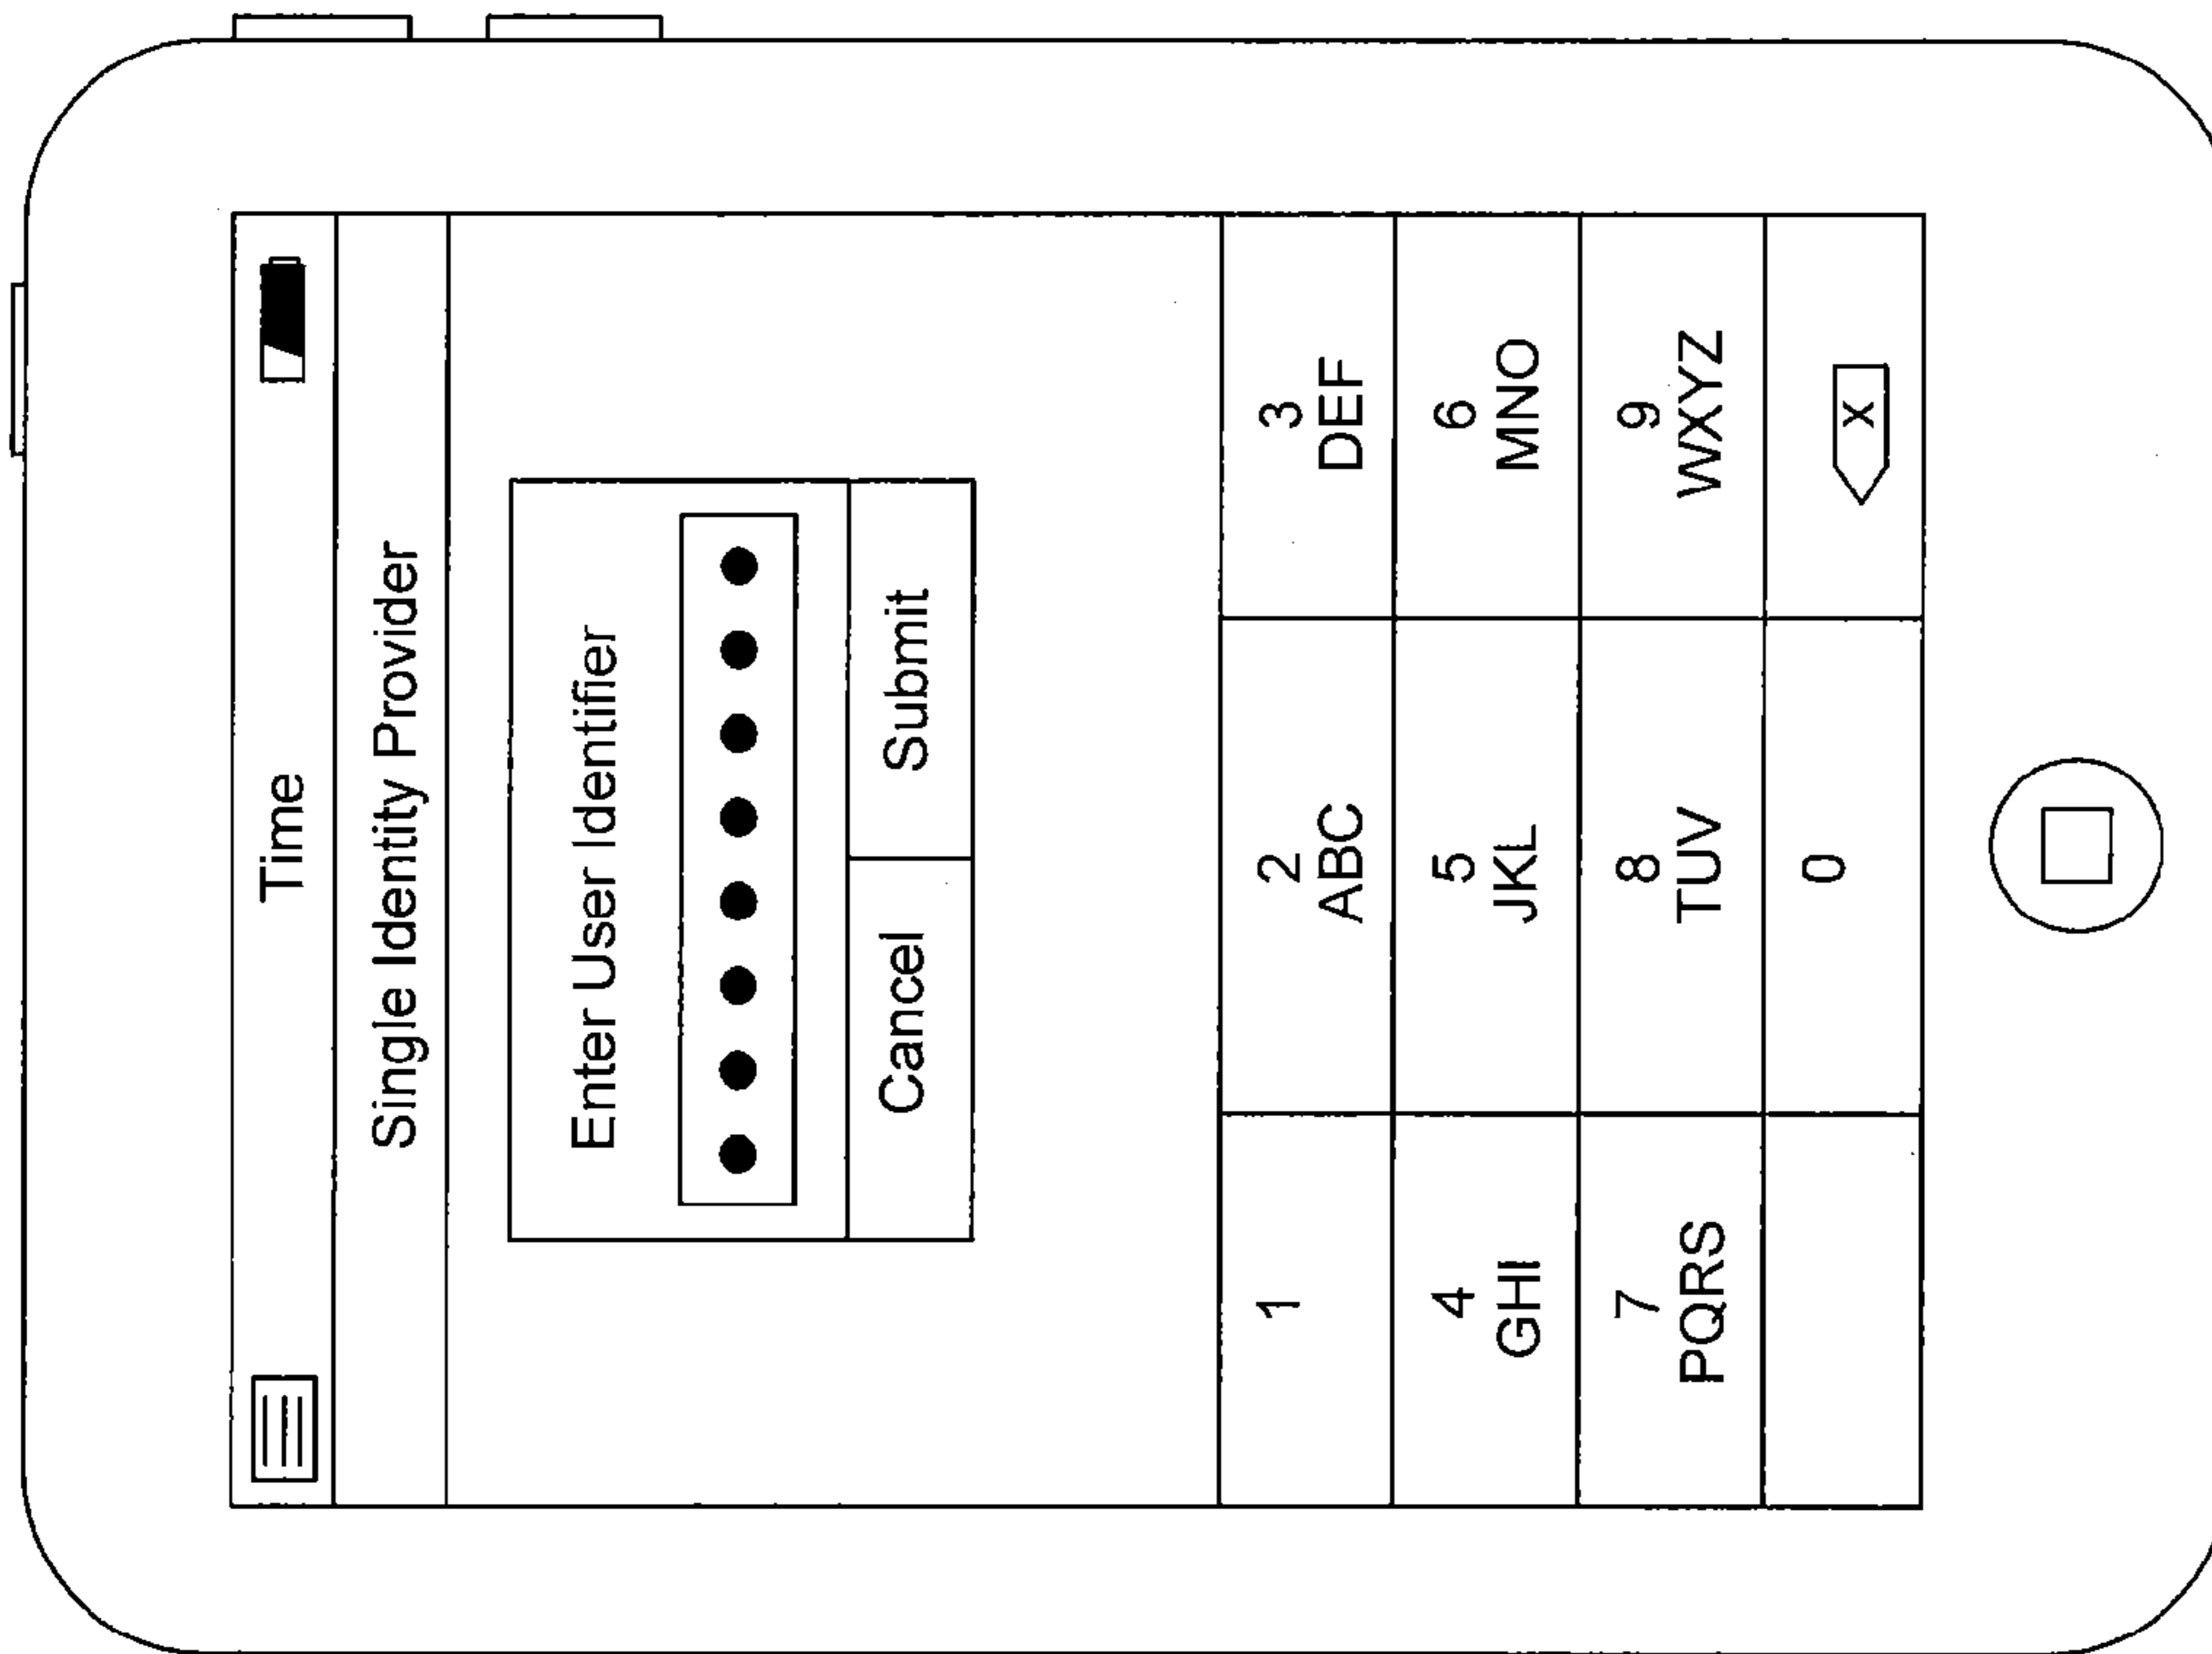 Time
Single Identity Provider
Enter User Identifier
Cancel Submit
1 2 3
ABC DEF
4 5 6
GHI JKL MNO
7 8 9
PQRS TUV WXYZ
0 X